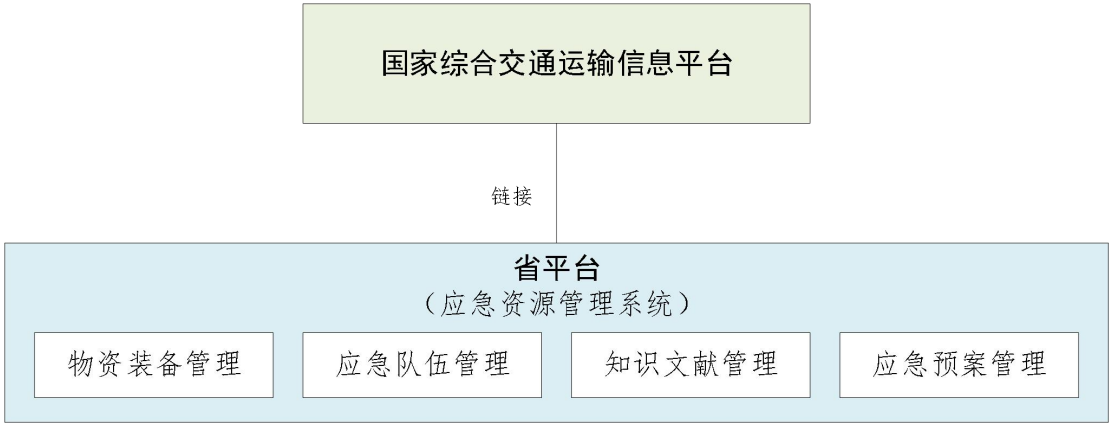 国家综合交通运输信息平台
链接
省平台
（应急资源管理系统）
物资装备管理
应急队伍管理
知识文献管理
应急预案管理